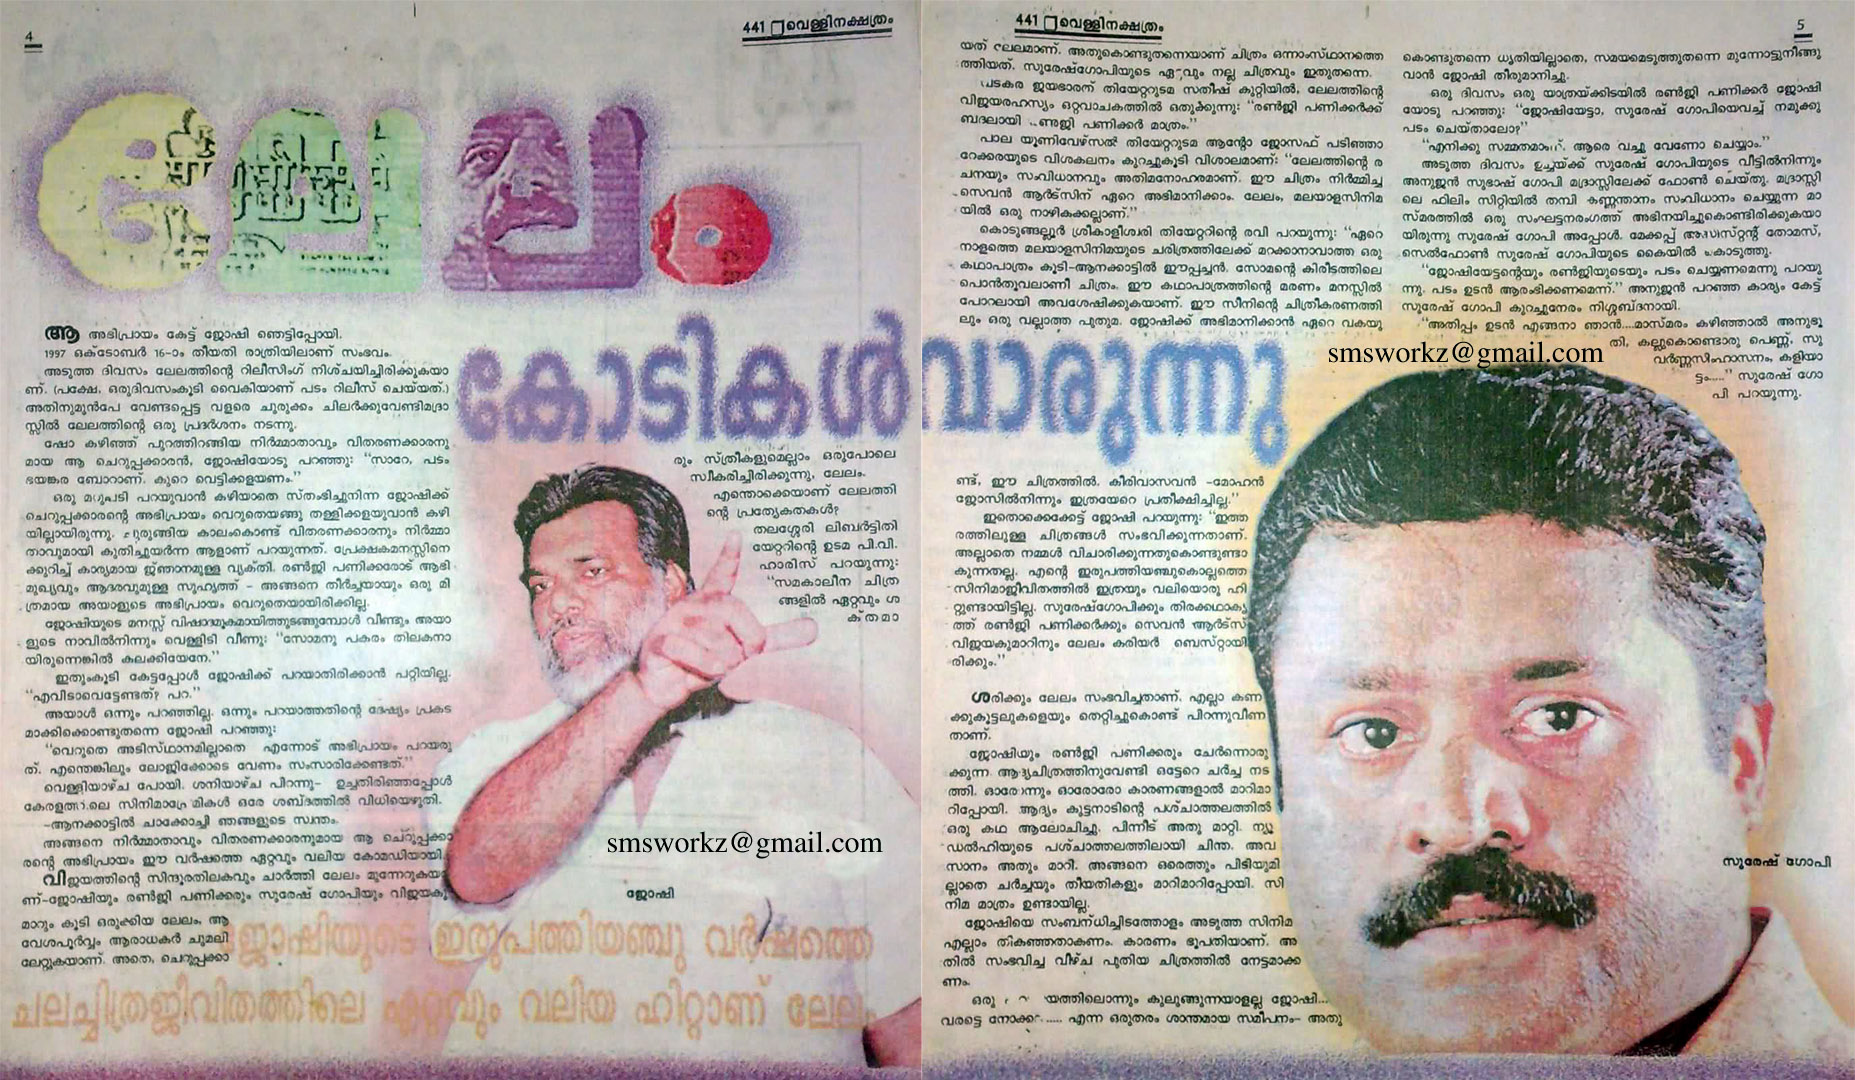 4
441 വെള്ളിനക്ഷത്രം
ലേലം
കോടികൾ വാരുന്നു
ആ അഭിപ്രായം കേട്ട് ജോഷി ഞെട്ടിപ്പോയി.
1997 ഒക്ടോബർ 16-ാം തീയതി രാത്രിയിലാണ് സംഭവം.
അടുത്ത ദിവസം ലേലത്തിന്റെ റിലീസിംഗ് നിശ്ചയിച്ചിരിക്കുകയാ
ണ്. (പക്ഷേ, ഒരുദിവസംകൂടി വൈകിയാണ് പടം റിലീസ് ചെയ്തത്.)
അതിനുമുൻപേ വേണ്ടപ്പെട്ട വളരെ ചുരുക്കം ചിലർക്കുവേണ്ടിമദ്രാ
സ്സിൽ ലേലത്തിന്റെ ഒരു പ്രദർശനം നടന്നു.
ഷോ കഴിഞ്ഞ് പുറത്തിറങ്ങിയ നിർമ്മാതാവും വിതരണക്കാരനു
മായ ആ ചെറുപ്പക്കാരൻ, ജോഷിയോടു പറഞ്ഞു: "സാറേ, പടം
ഭയങ്കര ബോറാണ്. കുറെ വെട്ടിക്കളയണം."
ഒരു മറുപടി പറയുവാൻ കഴിയാതെ സ്തംഭിച്ചുനിന്ന ജോഷിക്ക്
ചെറുപ്പക്കാരന്റെ അഭിപ്രായം വെറുതെയങ്ങു തള്ളിക്കളയുവാൻ കഴി
യില്ലായിരുന്നു. ചുരുങ്ങിയ കാലംകൊണ്ട് വിതരണക്കാരനും നിർമ്മാ
താവുമായി കുതിച്ചുയർന്ന ആളാണ് പറയുന്നത്. പ്രേക്ഷകമനസ്സിനെ
ക്കുറിച്ച് കാര്യമായ ജ്ഞാനമുള്ള വ്യക്തി. രൺജി പണിക്കരോട് ആഭി
മുഖ്യവും ആദരവുമുള്ള സുഹൃത്ത് - അങ്ങനെ തീർച്ചയായും ഒരു മി
ത്രമായ അയാളുടെ അഭിപ്രായം വെറുതെയായിരിക്കില്ല.
ജോഷിയുടെ മനസ്സ് വിഷാദമൂകമായിത്തുടങ്ങുമ്പോൾ വീണ്ടും അയാ
ളുടെ നാവിൽനിന്നും വെള്ളിടി വീണു: "സോമനു പകരം തിലകനാ
യിരുന്നെങ്കിൽ കലക്കിയേനേ."
ഇതുംകൂടി കേട്ടപ്പോൾ ജോഷിക്ക് പറയാതിരിക്കാൻ പറ്റിയില്ല.
"എവിടാവെട്ടേണ്ടത്? പറ."
അയാൾ ഒന്നും പറഞ്ഞില്ല. ഒന്നും പറയാത്തതിന്റെ ദേഷ്യം പ്രകട
മാക്കിക്കൊണ്ടുതന്നെ ജോഷി പറഞ്ഞു:
"വെറുതെ അടിസ്ഥാനമില്ലാതെ എന്നോട് അഭിപ്രായം പറയരു
ത്. എന്തെങ്കിലും ലോജിക്കോടെ വേണം സംസാരിക്കേണ്ടത്."
വെള്ളിയാഴ്ച പോയി. ശനിയാഴ്ച പിറന്നു- ഉച്ചതിരിഞ്ഞപ്പോൾ
കേരളത്തിലെ സിനിമാപ്രേമികൾ ഒരേ ശബ്ദത്തിൽ വിധിയെഴുതി.
-ആനക്കാട്ടിൽ ചാക്കോച്ചി ഞങ്ങളുടെ സ്വന്തം.
അങ്ങനെ നിർമ്മാതാവും വിതരണക്കാരനുമായ ആ ചെറുപ്പക്കാ
രന്റെ അഭിപ്രായം ഈ വർഷത്തെ ഏറ്റവും വലിയ കോമഡിയായി.
വിജയത്തിന്റെ സിന്ദൂരതിലകവും ചാർത്തി ലേലം മുന്നേറുകയാ
ണ്-ജോഷിയും രൺജി പണിക്കരും സുരേഷ് ഗോപിയും വിജയകു
മാറും കൂടി ഒരുക്കിയ ലേലം, ആ
വേശപൂർവ്വം ആരാധകർ ചുമലി
ലേറ്റുകയാണ്. അതെ, ചെറുപ്പക്കാ
രും സ്ത്രീകളുമെല്ലാം ഒരുപോലെ
സ്വീകരിച്ചിരിക്കുന്നു, ലേലം.
എന്തൊക്കെയാണ് ലേലത്തി
ന്റെ പ്രത്യേകതകൾ?
തലശ്ശേരി ലിബർട്ടിതി
യേറ്ററിന്റെ ഉടമ പി.വി.
ഹാരിസ് പറയുന്നു:
"സമകാലീന ചിത്ര
ങ്ങളിൽ ഏറ്റവും ശ
ക്തമാ
smsworkz@gmail.com
ജോഷി
ജോഷിയുടെ ഇരുപത്തിയഞ്ചു വർഷത്തെ
ചലച്ചിത്രജീവിതത്തിലെ ഏറ്റവും വലിയ ഹിറ്റാണ് ലേലം
441 വെള്ളിനക്ഷത്രം
5
യത് ലേലമാണ്. അതുകൊണ്ടുതന്നെയാണ് ചിത്രം ഒന്നാംസ്ഥാനത്തെ
ത്തിയത്. സുരേഷ്ഗോപിയുടെ ഏറ്റവും നല്ല ചിത്രവും ഇതുതന്നെ.
പടകര ജയഭാരത് തിയേറ്ററുടമ സതീഷ് കുറ്റിയിൽ, ലേലത്തിന്റെ
വിജയരഹസ്യം ഒറ്റവാചകത്തിൽ ഒതുക്കുന്നു: "രൺജി പണിക്കർക്ക്
ബദലായി രൺജി പണിക്കർ മാത്രം."
പാല യൂണിവേഴ്സൽ തിയേറ്ററുടമ ആന്റോ ജോസഫ് പടിഞ്ഞാ
റേക്കരയുടെ വിശകലനം കുറച്ചുകൂടി വിശാലമാണ്: "ലേലത്തിന്റെ ര
ചനയും സംവിധാനവും അതിമനോഹരമാണ്. ഈ ചിത്രം നിർമ്മിച്ച
സെവൻ ആർട്സിന് ഏറെ അഭിമാനിക്കാം. ലേലം, മലയാളസിനിമ
യിൽ ഒരു നാഴികക്കല്ലാണ്."
കൊടുങ്ങല്ലൂർ ശ്രീകാളീശ്വരി തിയേറ്ററിന്റെ രവി പറയുന്നു: "ഏറെ
നാളത്തെ മലയാളസിനിമയുടെ ചരിത്രത്തിലേക്ക് മറക്കാനാവാത്ത ഒരു
കഥാപാത്രം കൂടി-ആനക്കാട്ടിൽ ഈപ്പച്ചൻ. സോമന്റെ കിരീടത്തിലെ
പൊൻതൂവലാണീ ചിത്രം. ഈ കഥാപാത്രത്തിന്റെ മരണം മനസ്സിൽ
പോറലായി അവശേഷിക്കുകയാണ്. ഈ സീനിന്റെ ചിത്രീകരണത്തി
ലും ഒരു വല്ലാത്ത പുതുമ. ജോഷിക്ക് അഭിമാനിക്കാൻ ഏറെ വകയു
ണ്ട്, ഈ ചിത്രത്തിൽ. കീരിവാസവൻ -മോഹൻ
ജോസിൽനിന്നും ഇത്രയേറെ പ്രതീക്ഷിച്ചില്ല."
ഇതൊക്കെക്കേട്ട് ജോഷി പറയുന്നു: "ഇത്ത
രത്തിലുള്ള ചിത്രങ്ങൾ സംഭവിക്കുന്നതാണ്.
അല്ലാതെ നമ്മൾ വിചാരിക്കുന്നതുകൊണ്ടുണ്ടാ
കുന്നതല്ല. എന്റെ ഇരുപത്തിയഞ്ചുകൊല്ലത്തെ
സിനിമാജീവിതത്തിൽ ഇത്രയും വലിയൊരു ഹി
റ്റുണ്ടായിട്ടില്ല. സുരേഷ്ഗോപിക്കും തിരക്കഥാകൃ
ത്ത് രൺജി പണിക്കർക്കും സെവൻ ആർട്സ്
വിജയകുമാറിനും ലേലം കരിയർ ബെസ്റ്റായി
രിക്കും."
ശരിക്കും ലേലം സംഭവിച്ചതാണ്. എല്ലാ കണ
ക്കുകൂട്ടലുകളെയും തെറ്റിച്ചുകൊണ്ട് പിറന്നുവീണ
താണ്.
ജോഷിയും രൺജി പണിക്കരും ചേർന്നൊരു
ക്കുന്ന ആദ്യചിത്രത്തിനുവേണ്ടി ഒട്ടേറെ ചർച്ച നട
ത്തി. ഓരോന്നും ഓരോരോ കാരണങ്ങളാൽ മാറിമാ
റിപ്പോയി. ആദ്യം കുട്ടനാടിന്റെ പശ്ചാത്തലത്തിൽ
ഒരു കഥ ആലോചിച്ചു. പിന്നീട് അതു മാറ്റി. ന്യൂ
ഡൽഹിയുടെ പശ്ചാത്തലത്തിലായി ചിന്ത. അവ
സാനം അതും മാറി. അങ്ങനെ ഒരെത്തും പിടിയുമി
ല്ലാതെ ചർച്ചയും തീയതികളും മാറിമാറിപ്പോയി. സി
നിമ മാത്രം ഉണ്ടായില്ല.
ജോഷിയെ സംബന്ധിച്ചിടത്തോളം അടുത്ത സിനിമ
എല്ലാം തികഞ്ഞതാകണം. കാരണം ഭൂപതിയാണ്. അ
തിൽ സംഭവിച്ച വീഴ്ച പുതിയ ചിത്രത്തിൽ നേട്ടമാക്ക
ണം.
ഒരു യത്തിലൊന്നും കുലുങ്ങുന്നയാളല്ല ജോഷി...
വരട്ടെ നോക്കാ..... എന്ന ഒരുതരം ശാന്തമായ സമീപനം- അതു
കൊണ്ടുതന്നെ ധൃതിയില്ലാതെ, സമയമെടുത്തുതന്നെ മുന്നോട്ടുനീങ്ങു
വാൻ ജോഷി തീരുമാനിച്ചു.
ഒരു ദിവസം ഒരു യാത്രയ്ക്കിടയിൽ രൺജി പണിക്കർ ജോഷി
യോടു പറഞ്ഞു: "ജോഷിയേട്ടാ, സുരേഷ് ഗോപിയെവച്ച് നമുക്കു
പടം ചെയ്താലോ?"
"എനിക്കു സമ്മതമാണ്. ആരെ വച്ചു വേണോ ചെയ്യാം."
അടുത്ത ദിവസം ഉച്ചയ്ക്ക് സുരേഷ് ഗോപിയുടെ വീട്ടിൽനിന്നും
അനുജൻ സുഭാഷ് ഗോപി മദ്രാസ്സിലേക്ക് ഫോൺ ചെയ്തു. മദ്രാസ്സി
ലെ ഫിലിം സിറ്റിയിൽ തമ്പി കണ്ണന്താനം സംവിധാനം ചെയ്യുന്ന മാ
സ്മരത്തിൽ ഒരു സംഘട്ടനരംഗത്ത് അഭിനയിച്ചുകൊണ്ടിരിക്കുകയാ
യിരുന്നു സുരേഷ് ഗോപി അപ്പോൾ. മേക്കപ്പ് അസിസ്റ്റന്റ് തോമസ്,
സെൽഫോൺ സുരേഷ് ഗോപിയുടെ കൈയിൽ കൊടുത്തു.
"ജോഷിയേട്ടന്റെയും രൺജിയുടെയും പടം ചെയ്യണമെന്നു പറയു
ന്നു. പടം ഉടൻ ആരംഭിക്കണമെന്ന്." അനുജൻ പറഞ്ഞ കാര്യം കേട്ട്
സുരേഷ് ഗോപി കുറച്ചുനേരം നിശ്ശബ്ദനായി.
"അതിപ്പം ഉടൻ എങ്ങനാ ഞാൻ....മാസ്മരം കഴിഞ്ഞാൽ അനുഭൂ
തി, കല്ലുകൊണ്ടൊരു പെണ്ണ്, സു
വർണ്ണസിംഹാസനം, കളിയാ
ട്ടം....." സുരേഷ് ഗോ
പി പറയുന്നു.
smsworkz@gmail.com
സുരേഷ് ഗോപി